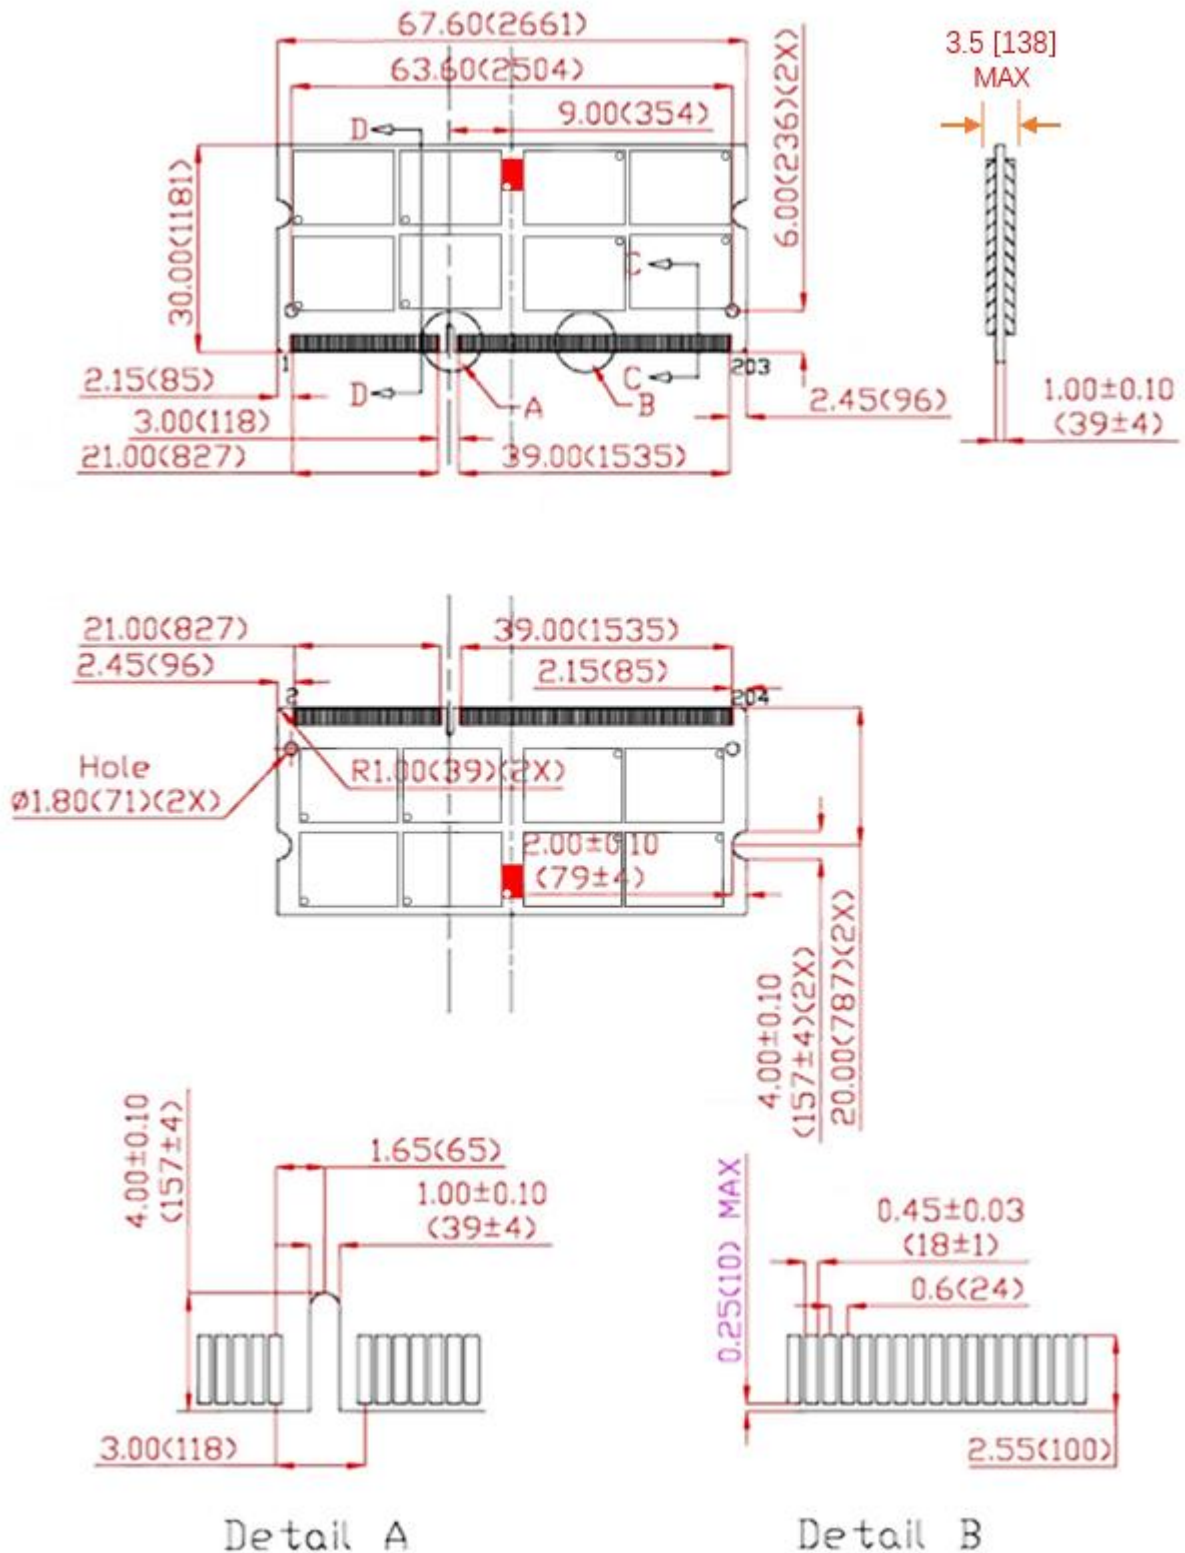 67.60(2661)
63.60(2504)
9.00(354)
6.00(236)(2X)
3.5 [138]
MAX
D
30.00(1181)
C
1
203
2.15(85)
D
A
C
B
2.45(96)
1.00±0.10
(39±4)
3.00(118)
21.00(827)
39.00(1535)
21.00(827)
39.00(1535)
2.45(96)
2.15(85)
2
204
Hole
Ø1.80(71)(2X)
R1.00(39)(2X)
2.00±0.10
(79±4)
4.00±0.10
(157±4)(2X)
20.00(787)(2X)
4.00±0.10
(157±4)
1.65(65)
1.00±0.10
(39±4)
3.00(118)
Detail A
0.25(10) MAX
0.45±0.03
(18±1)
0.6(24)
2.55(100)
Detail B